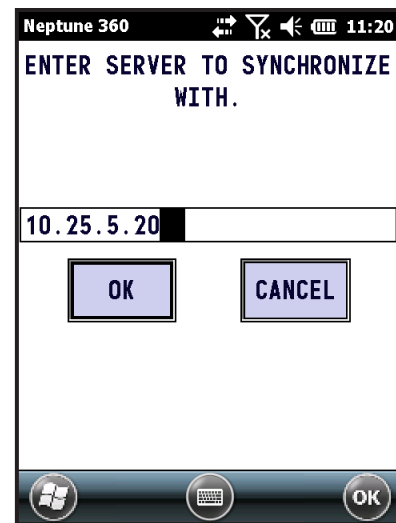 Neptune 360 11:20
ENTER SERVER TO SYNCHRONIZE
WITH.
10.25.5.20
OK CANCEL
OK